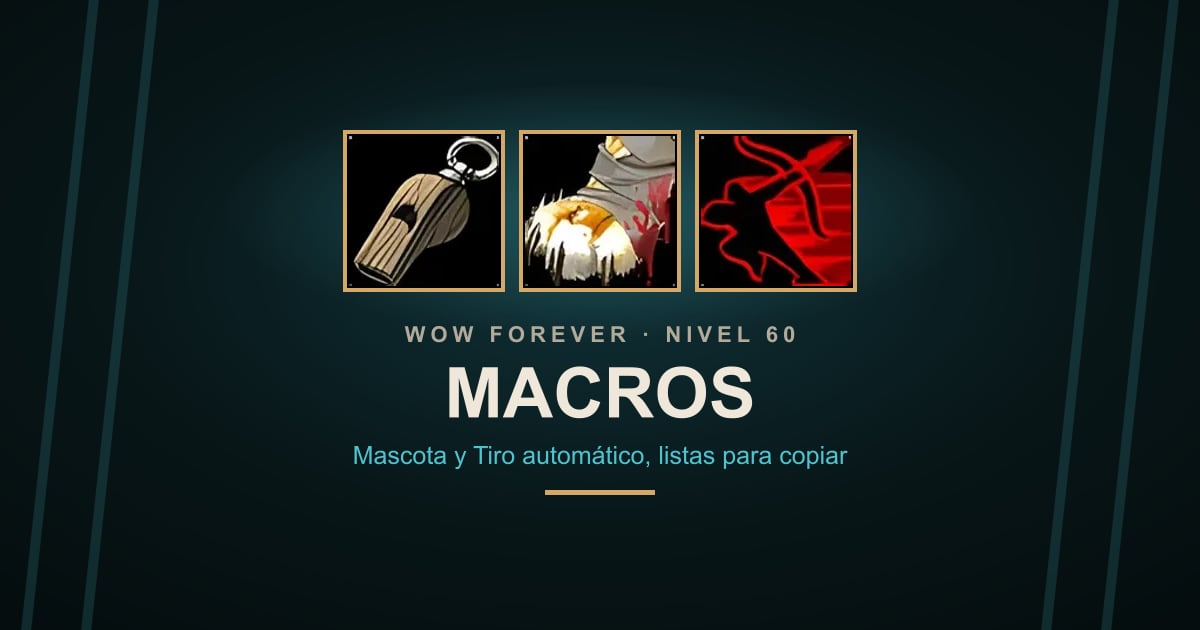 WOW FOREVER · NIVEL 60
MACROS
Mascota y Tiro automático, listas para copiar